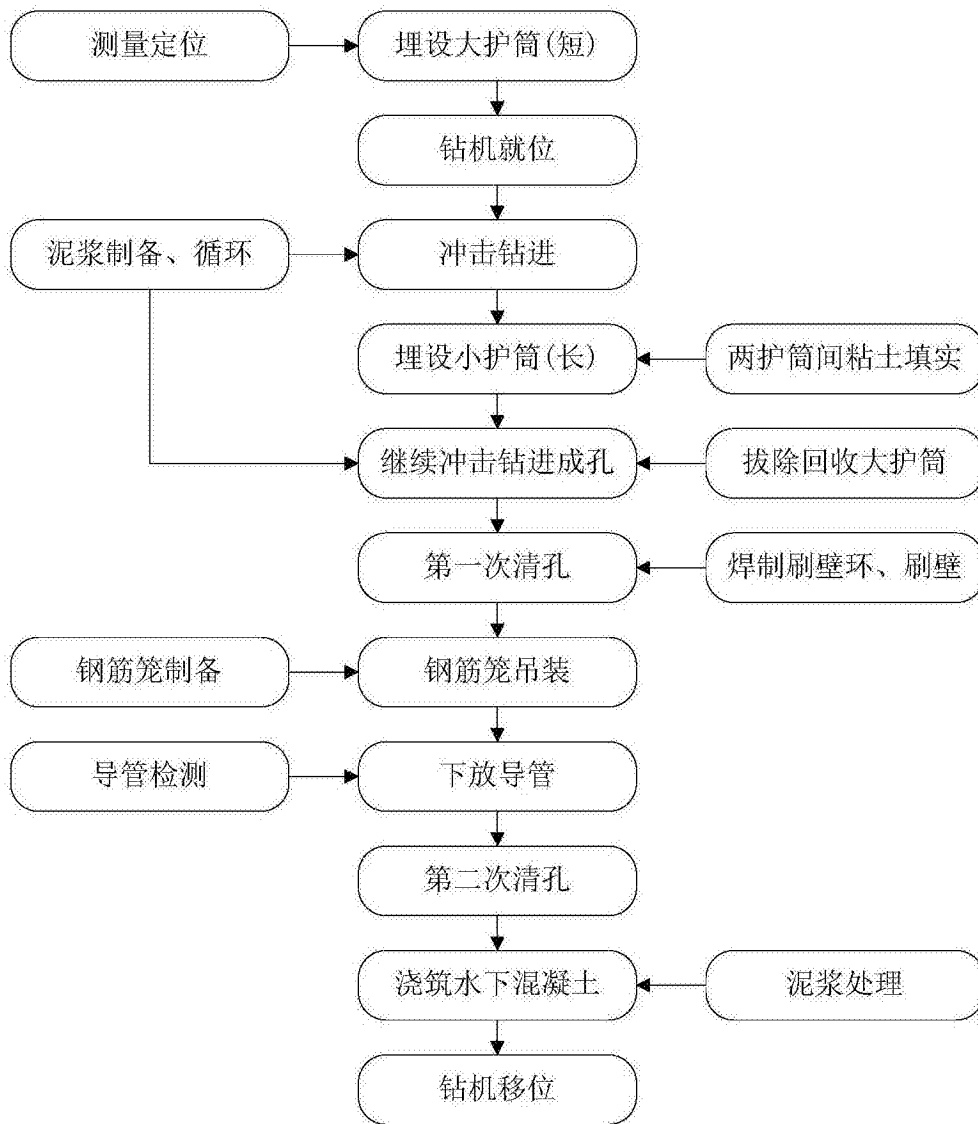 测量定位
埋设大护筒(短)
钻机就位
泥浆制备、循环
冲击钻进
埋设小护筒(长)
两护筒间粘土填实
继续冲击钻进成孔
拔除回收大护筒
第一次清孔
焊制刷壁环、刷壁
钢筋笼制备
钢筋笼吊装
导管检测
下放导管
第二次清孔
浇筑水下混凝土
泥浆处理
钻机移位